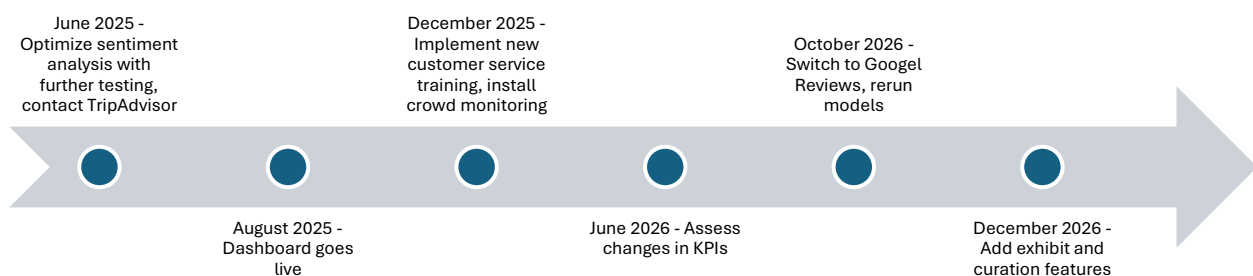 June 2025 -
Optimize sentiment
analysis with
further testing,
contact TripAdvisor
August 2025 -
Dashboard goes
live
December 2025 -
Implement new
customer service
training, install
crowd monitoring
June 2026 - Assess
changes in KPIs
October 2026 -
Switch to Googel
Reviews, rerun
models
December 2026 -
Add exhibit and
curation features